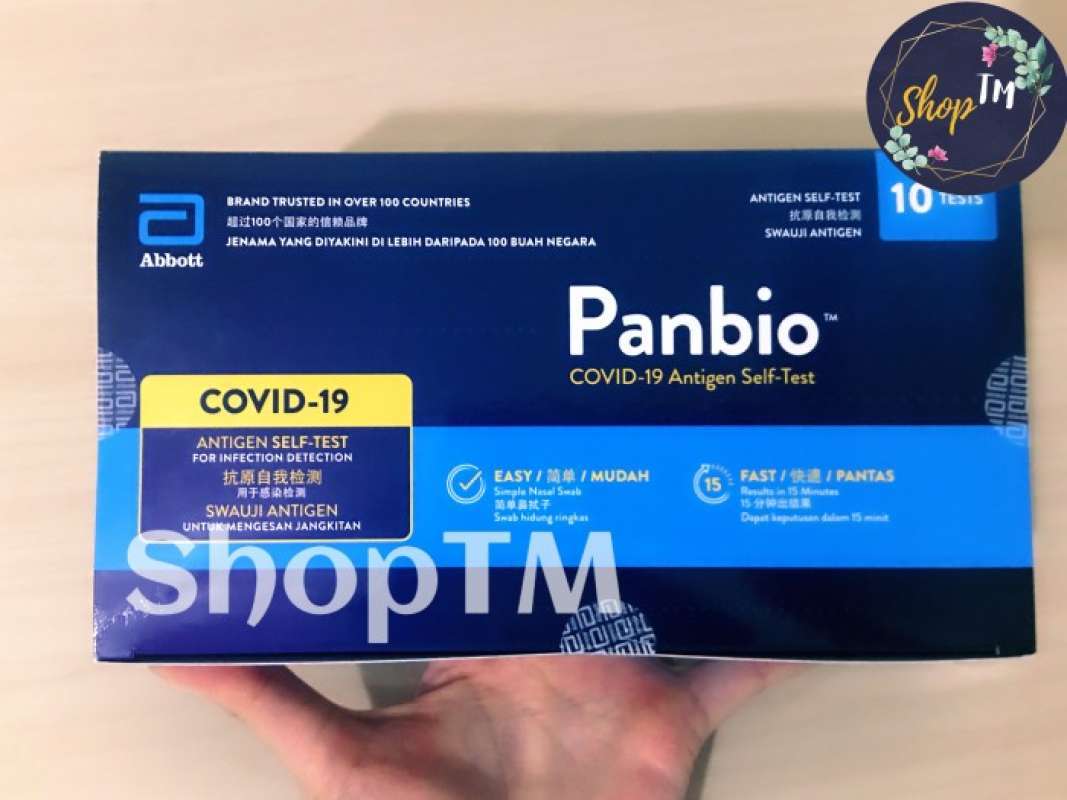 Shop TM
Abbott
BRAND TRUSTED IN OVER 100 COUNTRIES
超过100个国家的信赖品牌
JENAMA YANG DIYAKINI DI LEBIH DARIPADA 100 BUAH NEGARA
ANTIGEN SELF-TEST
抗原自我检测
SWAUJI ANTIGEN
10 TESTS
Panbio™
COVID-19 Antigen Self-Test
COVID-19
ANTIGEN SELF-TEST
FOR INFECTION DETECTION
抗原自我检测
用于感染检测
SWAUJI ANTIGEN
UNTUK MENGESAN JANGKITAN
EASY / 简单 / MUDAH
Simple Nasal Swab
简单鼻拭子
Swab hidung ringkas
15
FAST / 快速 / PANTAS
Results in 15 Minutes
15分钟出结果
Dapat keputusan dalam 15 minit
ShopTM